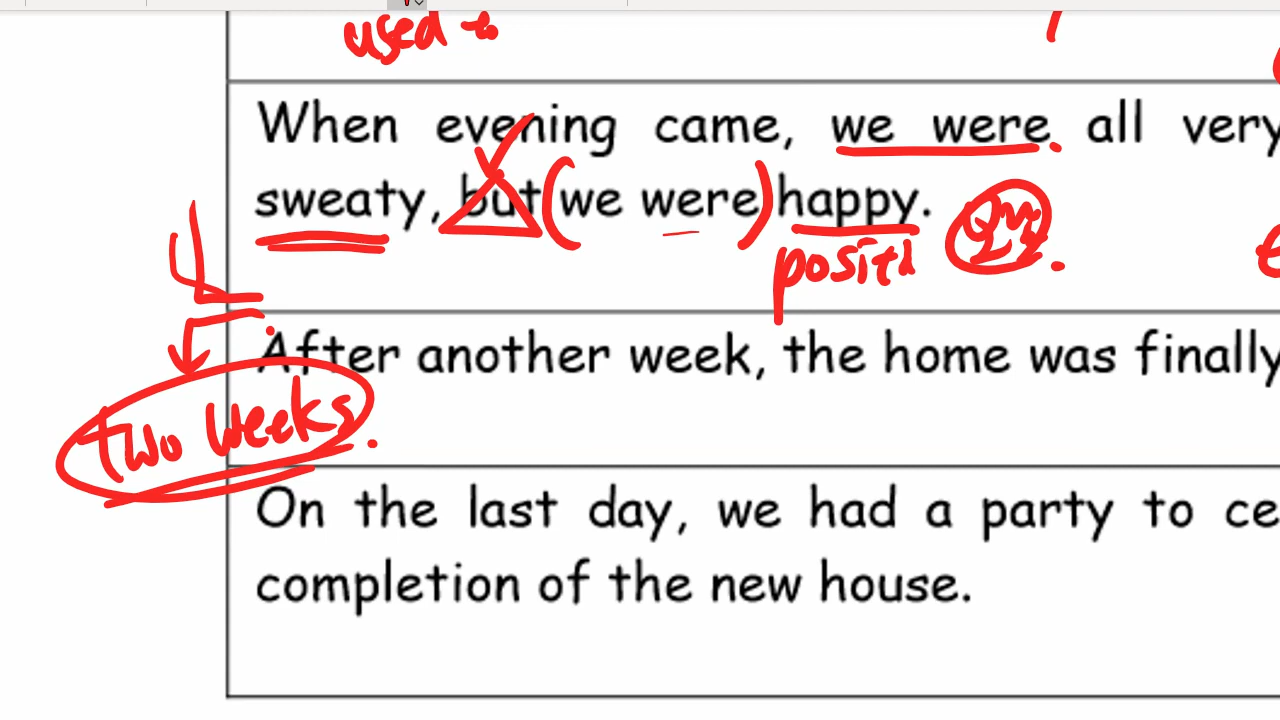 used to
When evening came, we were all very
sweaty, but (we were) happy.
positi
After another week, the home was finally
two weeks.
On the last day, we had a party to ce
completion of the new house.